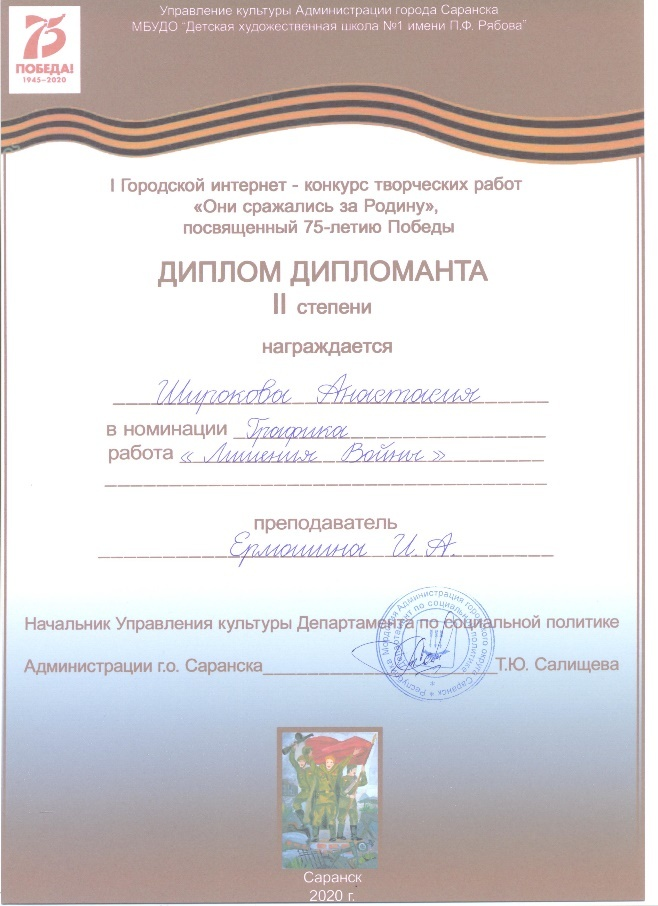 Управление культуры Администрации города Саранска
МБУДО "Детская художественная школа №1 имени П.Ф. Рябова"
75
ПОБЕДА!
1945–2020
I Городской интернет - конкурс творческих работ
«Они сражались за Родину»,
посвященный 75-летию Победы
ДИПЛОМ ДИПЛОМАНТА
II степени
награждается
Широкова Анастасия
в номинации Графика
работа «Лишения Войны»
преподаватель
Ермошина И.А.
Начальник Управления культуры Департамента по социальной политике
Администрации г.о. Саранска Т.Ю. Салищева
Саранск
2020 г.